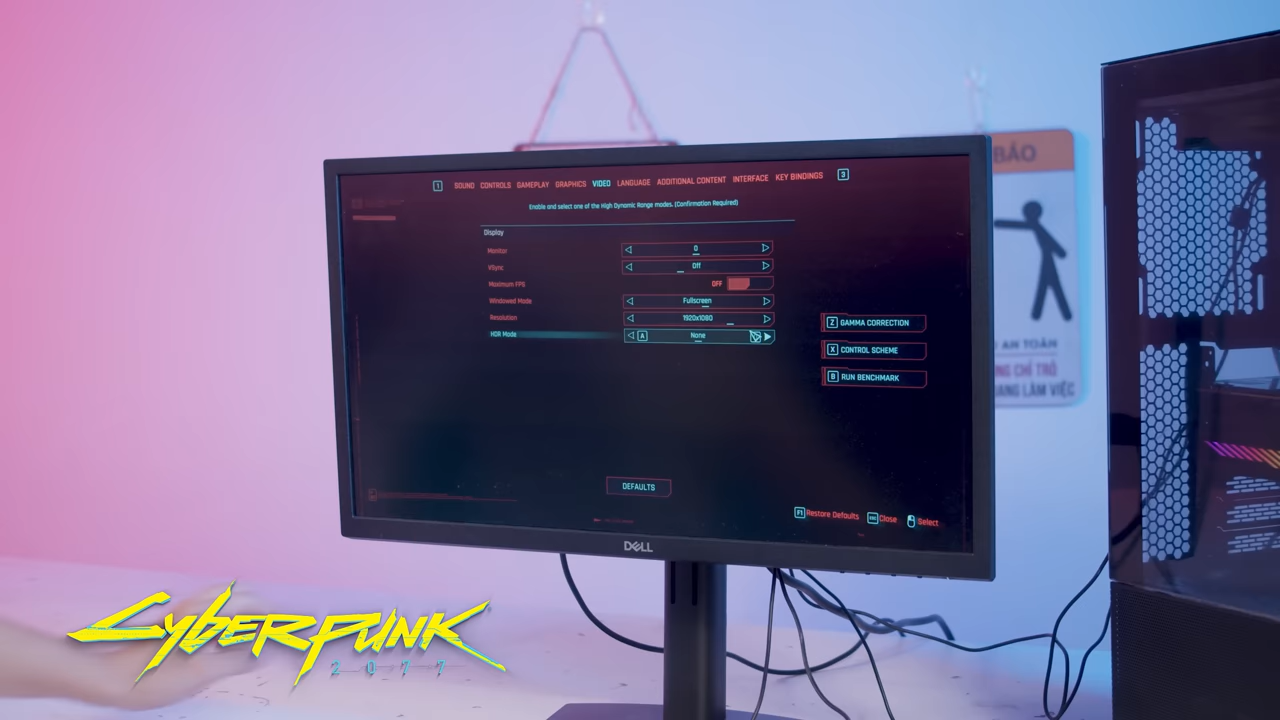 1 SOUND CONTROLS GAMEPLAY GRAPHICS VIDEO LANGUAGE ADDITIONAL CONTENT INTERFACE KEY BINDINGS 3
Enable and select one of the High Dynamic Range modes. (Confirmation Required)
Display
Monitor 0
VSync Off
Maximum FPS OFF
Windowed Mode Fullscreen
Resolution 1920x1080
HDR Mode A None
Z GAMMA CORRECTION
X CONTROL SCHEME
B RUN BENCHMARK
DEFAULTS
F1 Restore Defaults ESC Close Select
DELL
BÁO
AN TOÀN
CHỈ TRỎ
LÀM VIỆC
CYBERPUNK
2077